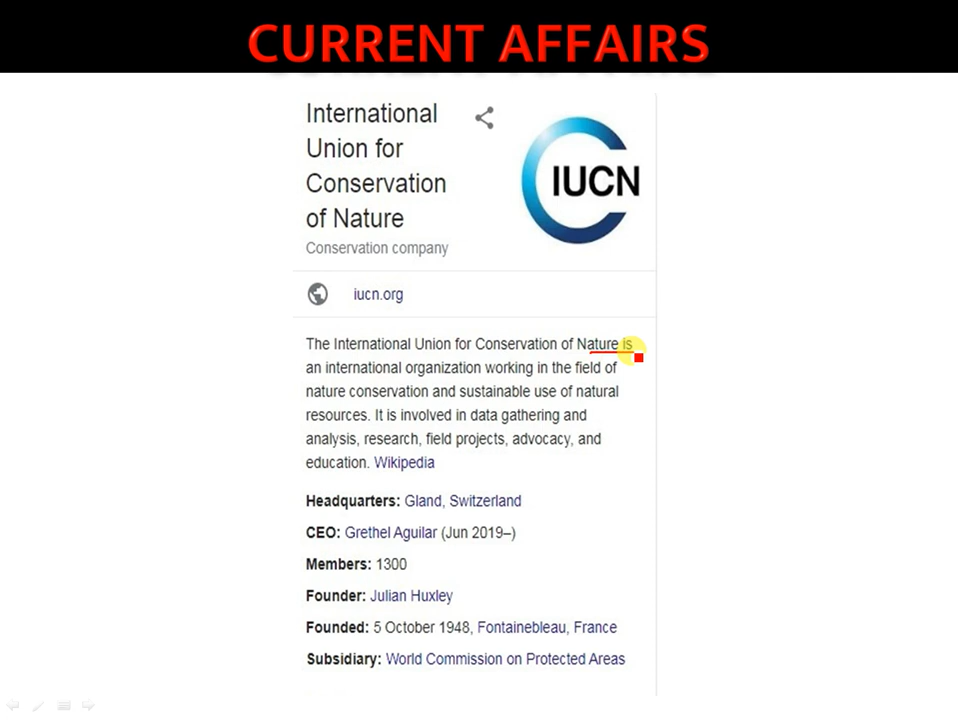 CURRENT AFFAIRS
International
Union for
Conservation
of Nature
Conservation company
IUCN
iucn.org
The International Union for Conservation of Nature is
an international organization working in the field of
nature conservation and sustainable use of natural
resources. It is involved in data gathering and
analysis, research, field projects, advocacy, and
education. Wikipedia
Headquarters: Gland, Switzerland
CEO: Grethel Aguilar (Jun 2019–)
Members: 1300
Founder: Julian Huxley
Founded: 5 October 1948, Fontainebleau, France
Subsidiary: World Commission on Protected Areas